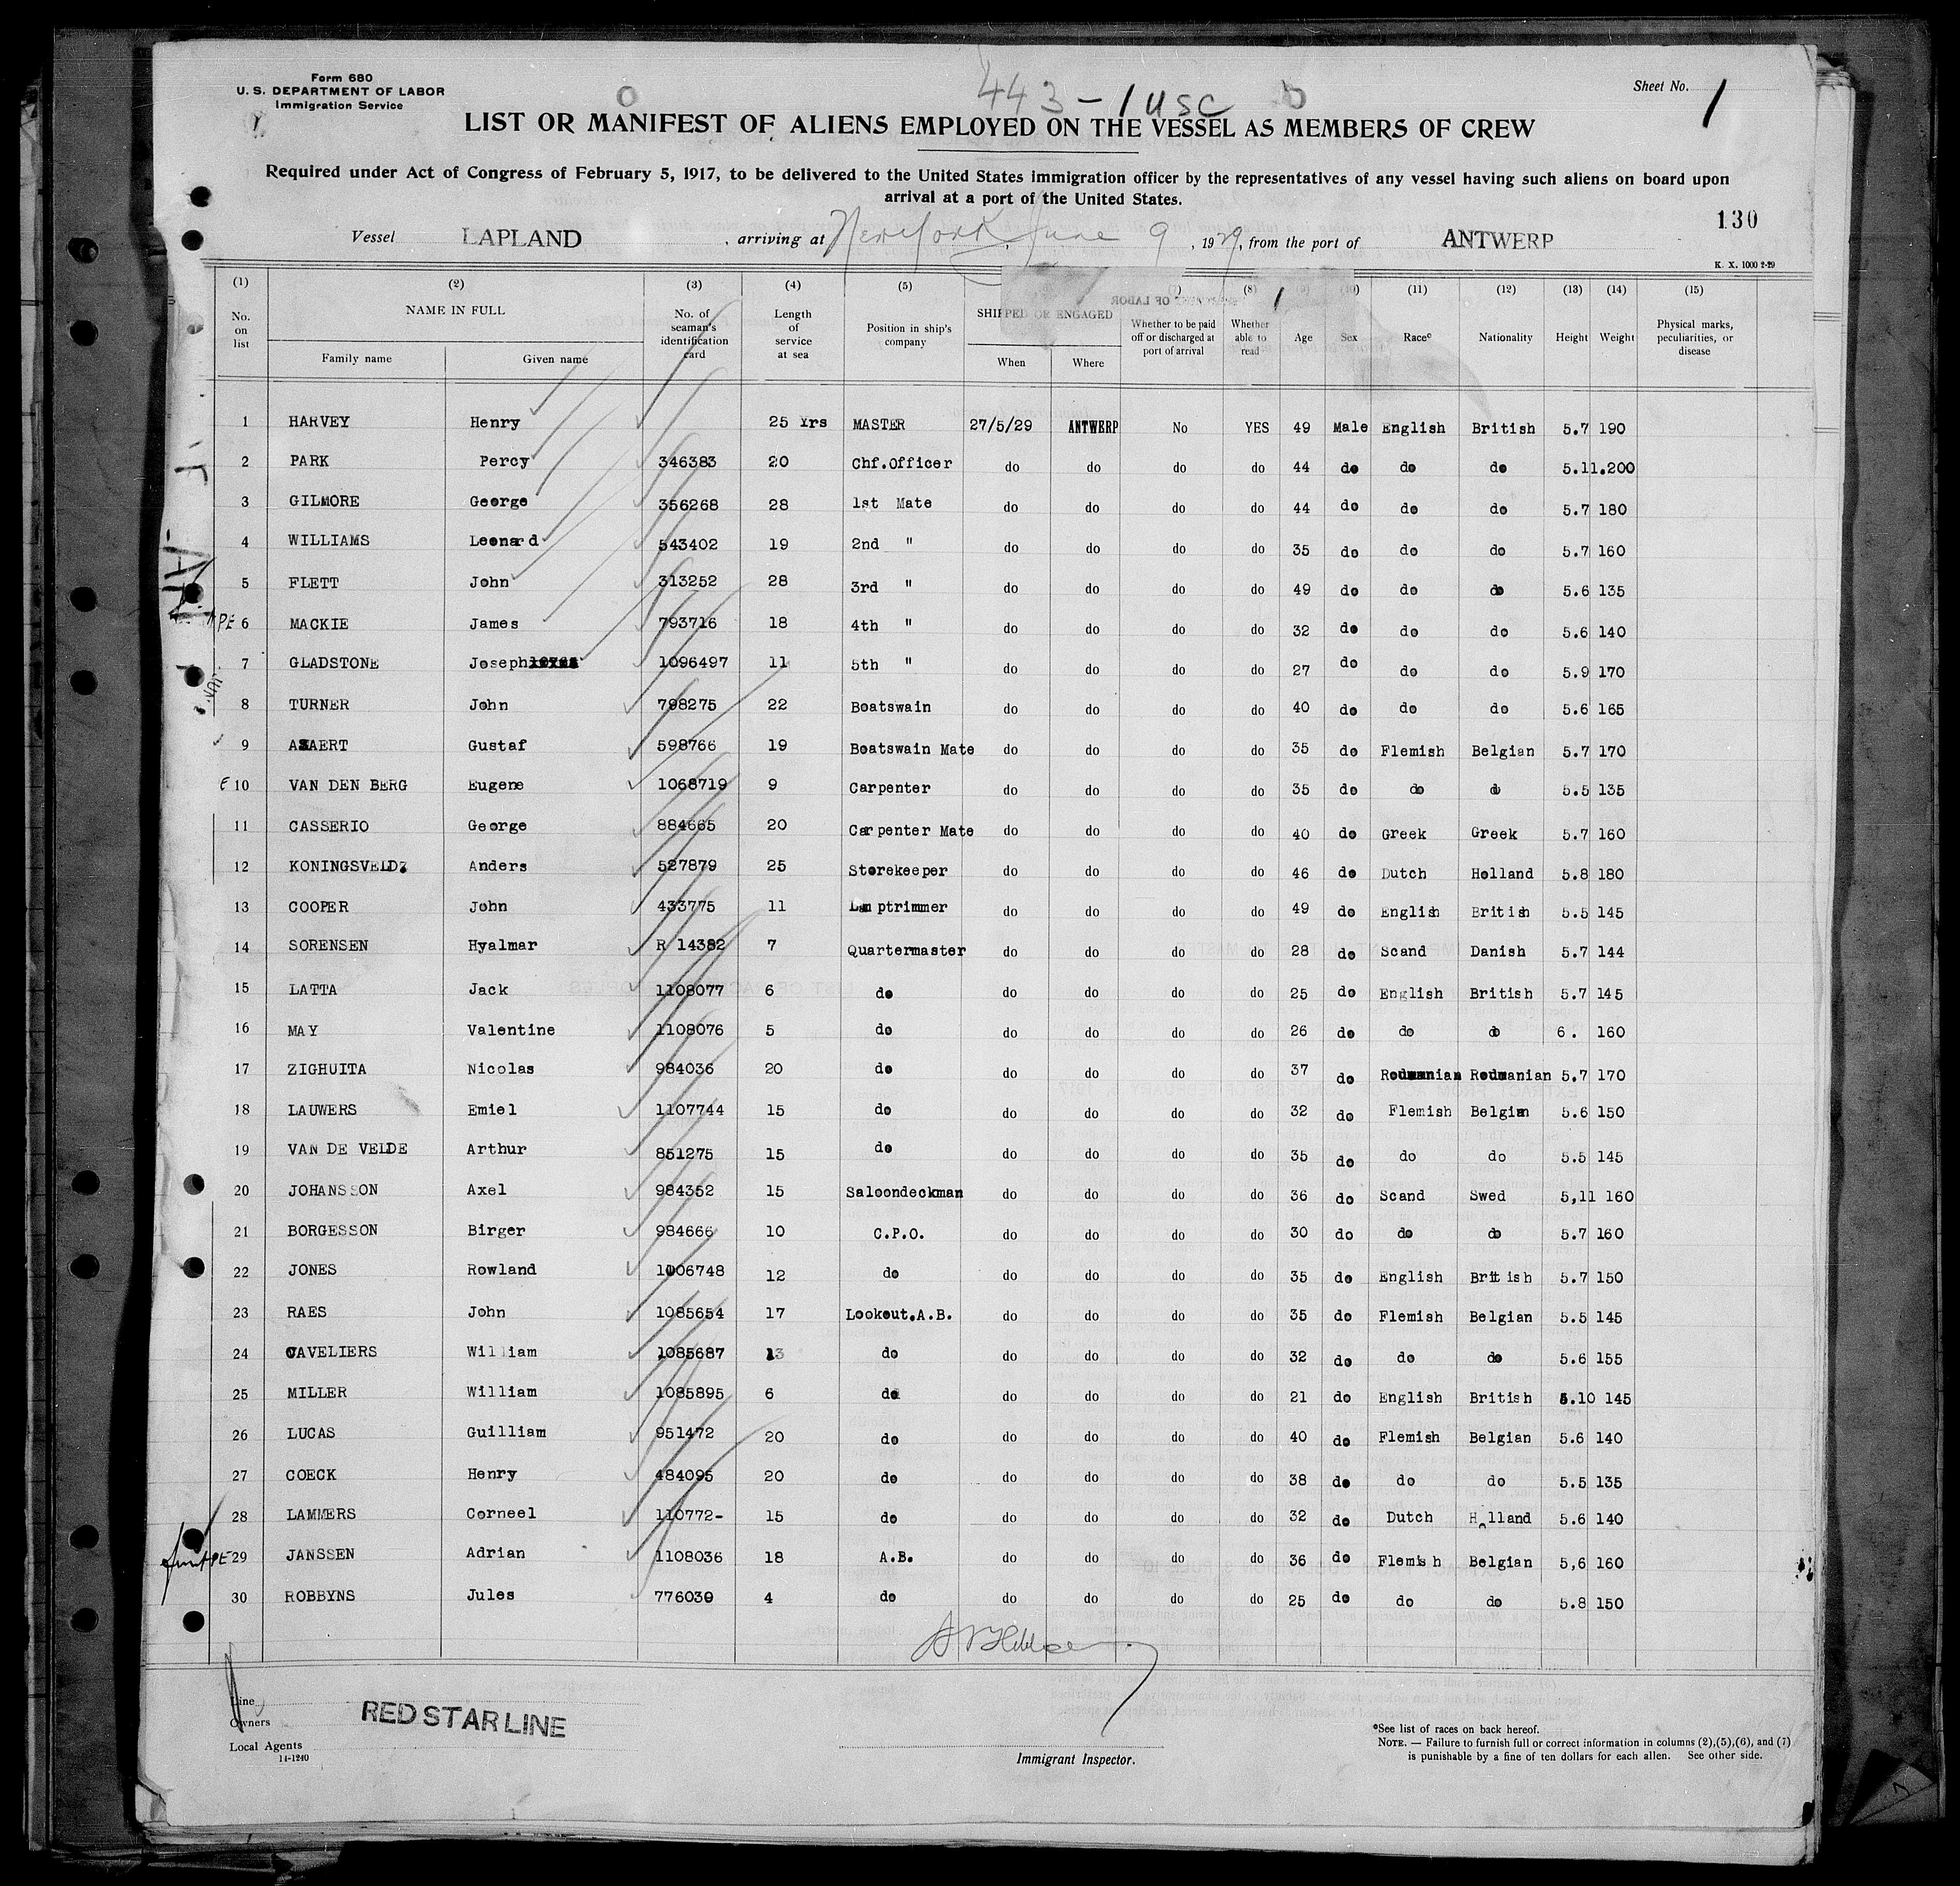 Form 680
U. S. DEPARTMENT OF LABOR
Immigration Service
443 - 1 USC
Sheet No. 1
LIST OR MANIFEST OF ALIENS EMPLOYED ON THE VESSEL AS MEMBERS OF CREW
Required under Act of Congress of February 5, 1917, to be delivered to the United States immigration officer by the representatives of any vessel having such aliens on board upon
arrival at a port of the United States.
130
Vessel LAPLAND, arriving at New York, June 9, 1929, from the port of ANTWERP
K. X. 1000 2-29
(1) (2) (3) (4) (5) (7) (8) (9) (10) (11) (12) (13) (14) (15)
No. on list NAME IN FULL Family name Given name No. of seaman's identification card Length of service at sea Position in ship's company SHIPPED OR ENGAGED When Where Whether to be paid off or discharged at port of arrival Whether able to read Age Sex Race* Nationality Height Weight Physical marks, peculiarities, or disease
1 HARVEY Henry 25 Yrs MASTER 27/5/29 ANTWERP No YES 49 Male English British 5.7 190
2 PARK Percy 346383 20 Chf.Officer do do do do 44 do do do 5.11.200
3 GILMORE George 356268 28 1st Mate do do do do 44 do do do 5.7 180
4 WILLIAMS Leonard 543402 19 2nd " do do do do 35 do do do 5.7 160
5 FLETT John 313252 28 3rd " do do do do 49 do do do 5.6 135
PE 6 MACKIE James 793716 18 4th " do do do do 32 do do do 5.6 140
7 GLADSTONE Joseph 1096497 11 5th " do do do do 27 do do do 5.9 170
8 TURNER John 798275 22 Boatswain do do do do 40 do do do 5.6 165
9 ASAERT Gustaf 598766 19 Boatswain Mate do do do do 35 do Flemish Belgian 5.7 170
E 10 VAN DEN BERG Eugene 1068719 9 Carpenter do do do do 35 do do do 5.5 135
11 CASSERIO George 884665 20 Carpenter Mate do do do do 40 do Greek Greek 5.7 160
12 KONINGSVELDZ Anders 527879 25 Storekeeper do do do do 46 do Dutch Holland 5.8 180
13 COOPER John 433775 11 Lamptrimmer do do do do 49 do English British 5.5 145
14 SORENSEN Hyalmar R 14382 7 Quartermaster do do do do 28 do Scand Danish 5.7 144
15 LATTA Jack 1108077 6 do do do do do 25 do English British 5.7 145
16 MAY Valentine 1108076 5 do do do do do 26 do do do 6. 160
17 ZIGHUITA Nicolas 984036 20 do do do do do 37 do Roumanian Roumanian 5.7 170
18 LAUWERS Emiel 1107744 15 do do do do do 32 do Flemish Belgian 5.6 150
19 VAN DE VELDE Arthur 851275 15 do do do do do 35 do do do 5.5 145
20 JOHANSSON Axel 984352 15 Saloondeckman do do do do 36 do Scand Swed 5,11 160
21 BORGESSON Birger 984666 10 C.P.O. do do do do 30 do do do 5.7 160
22 JONES Rowland 1006748 12 do do do do do 35 do English British 5.7 150
23 RAES John 1085654 17 Lookout.A.B. do do do do 35 do Flemish Belgian 5.5 145
24 CAVELIERS William 1085687 13 do do do do do 32 do do do 5.6 155
25 MILLER William 1085895 6 do do do do do 21 do English British 5.10 145
26 LUCAS Guilliam 951472 20 do do do do do 40 do Flemish Belgian 5.6 140
27 COECK Henry 484095 20 do do do do do 38 do do do 5.5 135
28 LAMMERS Corneel 110772- 15 do do do do do 32 do Dutch Holland 5.6 140
PE 29 JANSSEN Adrian 1108036 18 A.B. do do do do 36 do Flemish Belgian 5,6 160
30 ROBBYNS Jules 776030 4 do do do do do 25 do do do 5.8 150
Line
Owners RED STAR LINE
Local Agents
14-1240
Immigrant Inspector.
*See list of races on back hereof.
NOTE. — Failure to furnish full or correct information in columns (2),(5),(6), and (7)
is punishable by a fine of ten dollars for each alien. See other side.